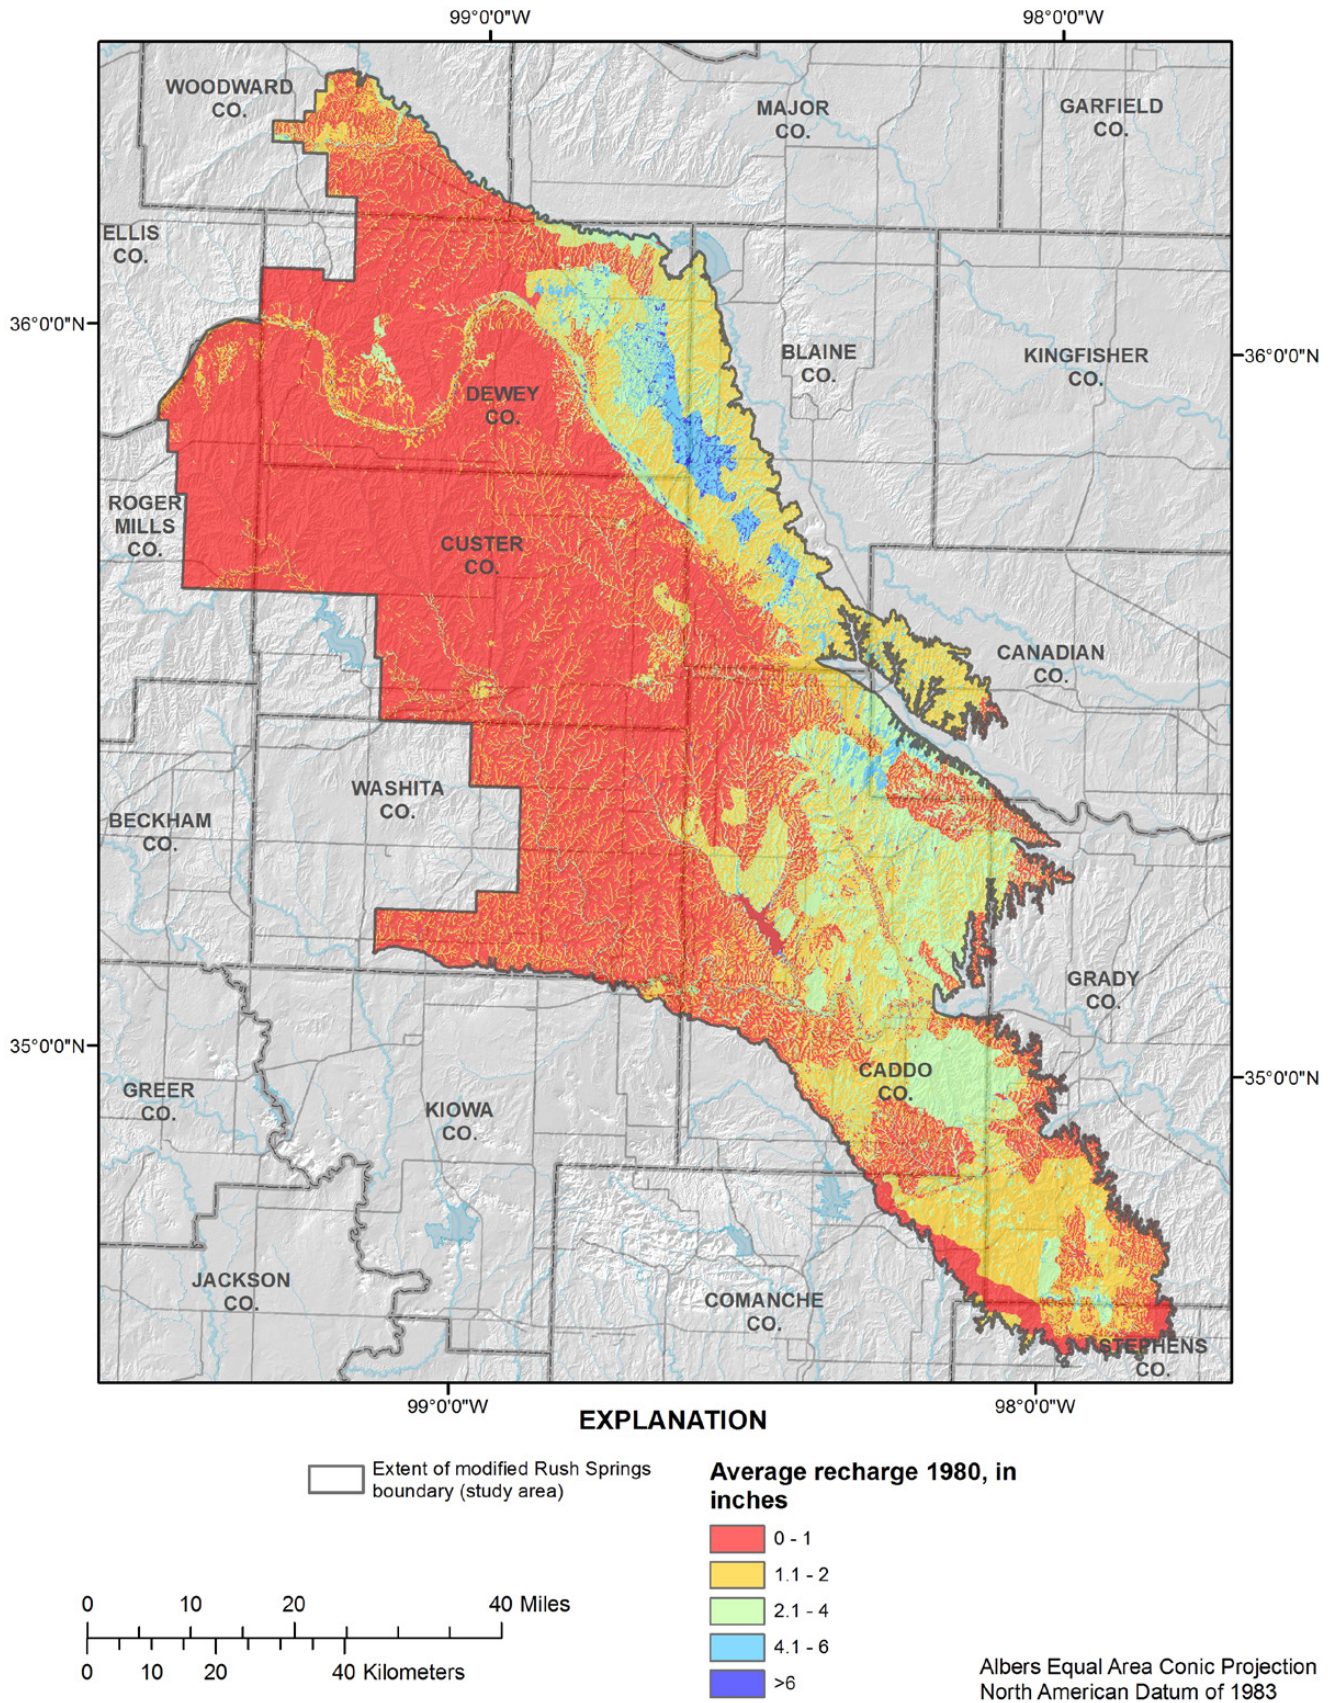 99°0'0"W
98°0'0"W
WOODWARD
CO.
MAJOR
CO.
GARFIELD
CO.
ELLIS
CO.
36°0'0"N
BLAINE
CO.
KINGFISHER
CO.
36°0'0"N
DEWEY
CO.
ROGER
MILLS
CO.
CUSTER
CO.
CANADIAN
CO.
WASHITA
CO.
BECKHAM
CO.
GRADY
CO.
35°0'0"N
CADDO
CO.
35°0'0"N
GREER
CO.
KIOWA
CO.
JACKSON
CO.
COMANCHE
CO.
STEPHENS
CO.
99°0'0"W
98°0'0"W
EXPLANATION
Extent of modified Rush Springs
boundary (study area)
Average recharge 1980, in
inches
0 - 1
1.1 - 2
2.1 - 4
4.1 - 6
>6
0 10 20 40 Miles
0 10 20 40 Kilometers
Albers Equal Area Conic Projection
North American Datum of 1983